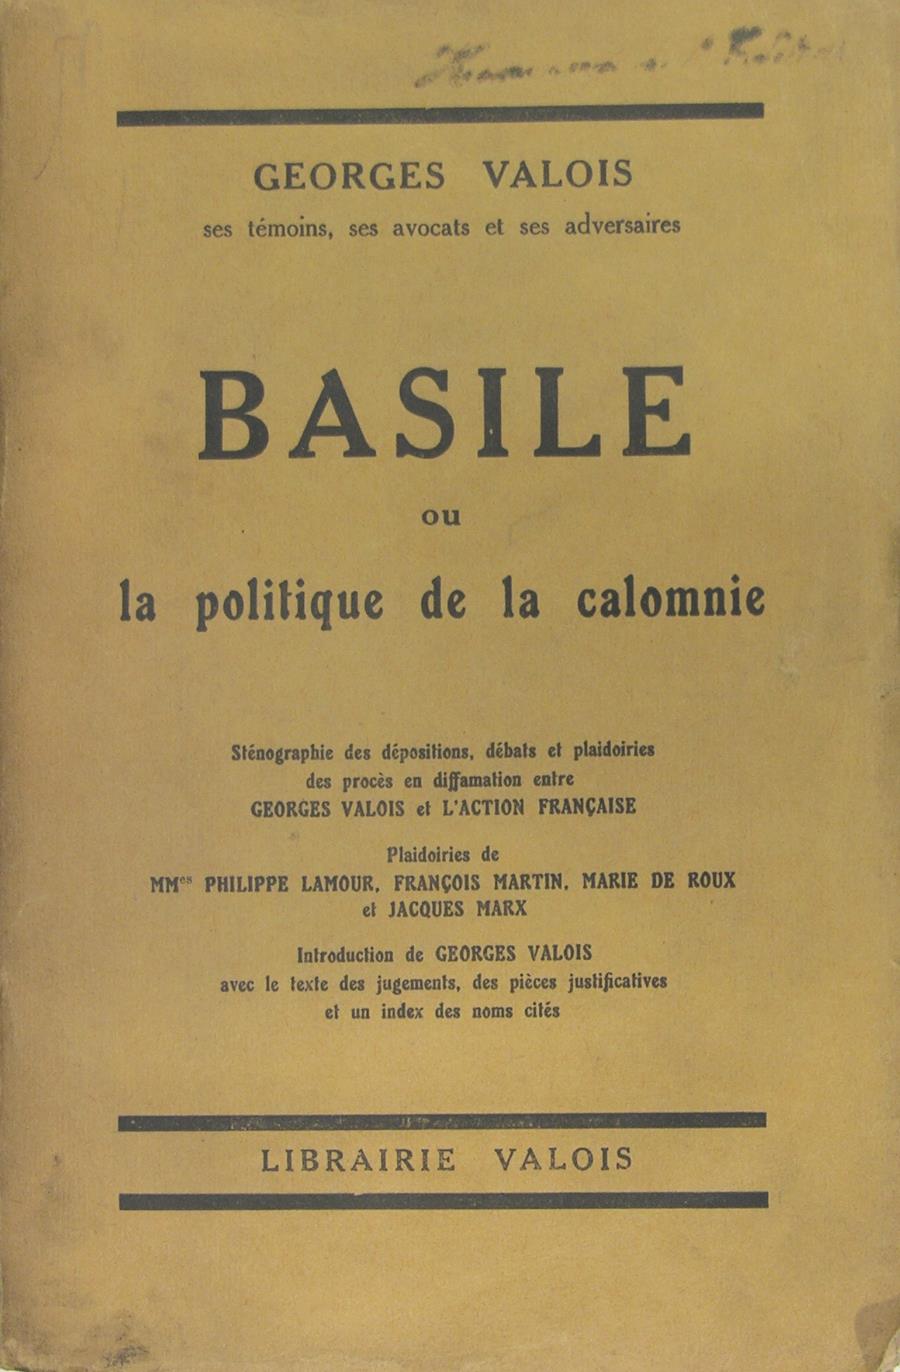 GEORGES VALOIS
ses témoins, ses avocats et ses adversaires
BASILE
ou
la politique de la calomnie
Sténographie des dépositions, débats et plaidoiries
des procès en diffamation entre
GEORGES VALOIS et L'ACTION FRANÇAISE
Plaidoiries de
MMes PHILIPPE LAMOUR, FRANÇOIS MARTIN, MARIE DE ROUX
et JACQUES MARX
Introduction de GEORGES VALOIS
avec le texte des jugements, des pièces justificatives
et un index des noms cités
LIBRAIRIE VALOIS